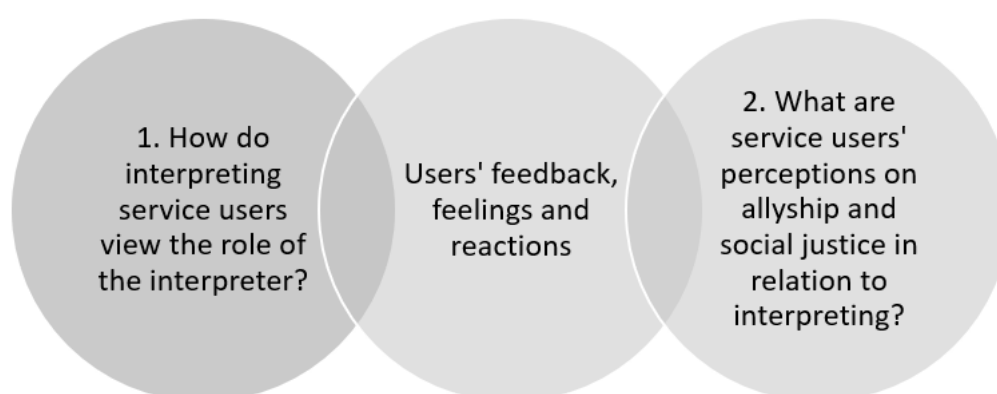 1. How do
interpreting
service users
view the role of
the interpreter?
Users' feedback,
feelings and
reactions
2. What are
service users'
perceptions on
allyship and
social justice in
relation to
interpreting?